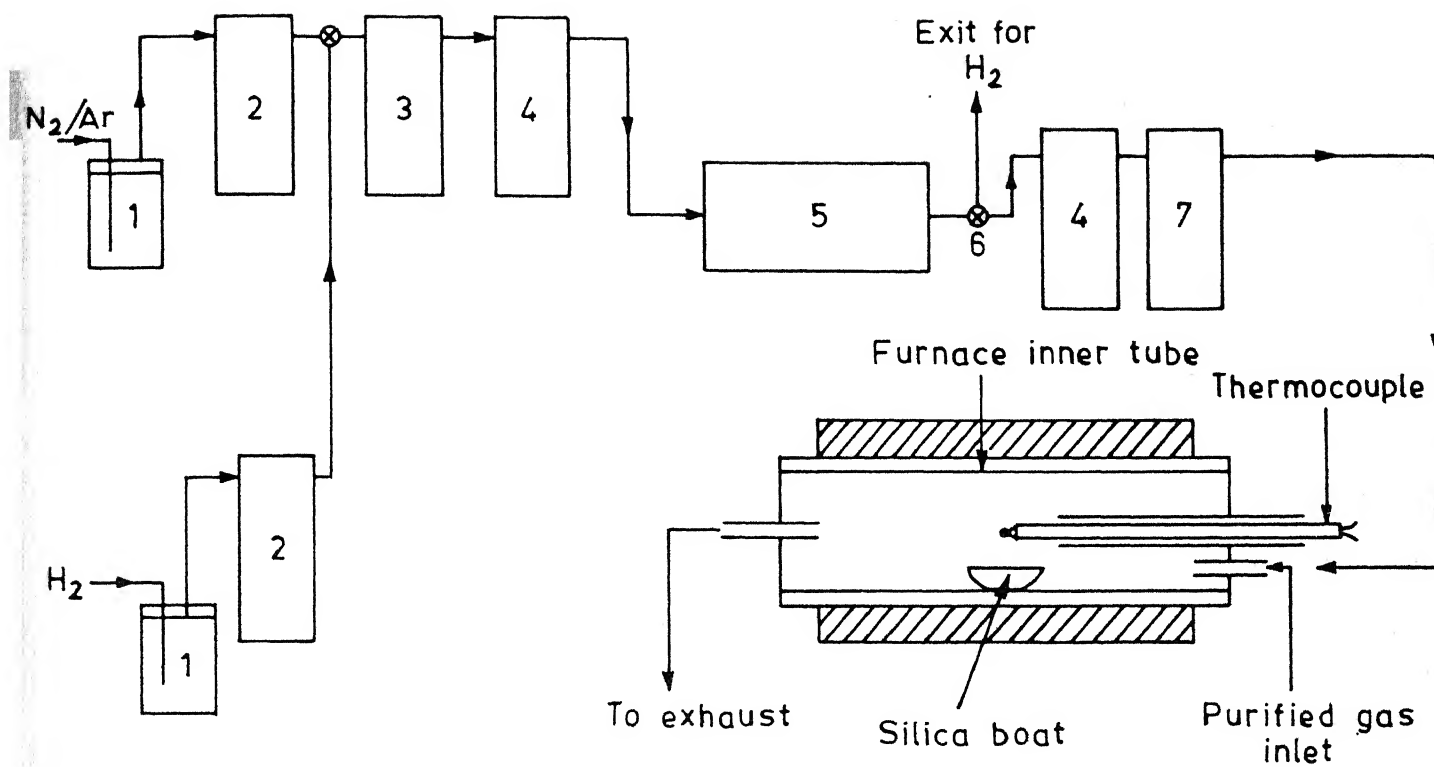 Exit for
H2
N2/Ar
2
3
4
1
5
6
4
7
Furnace inner tube
Thermocouple
2
H2
1
To exhaust
Silica boat
Purified gas
inlet